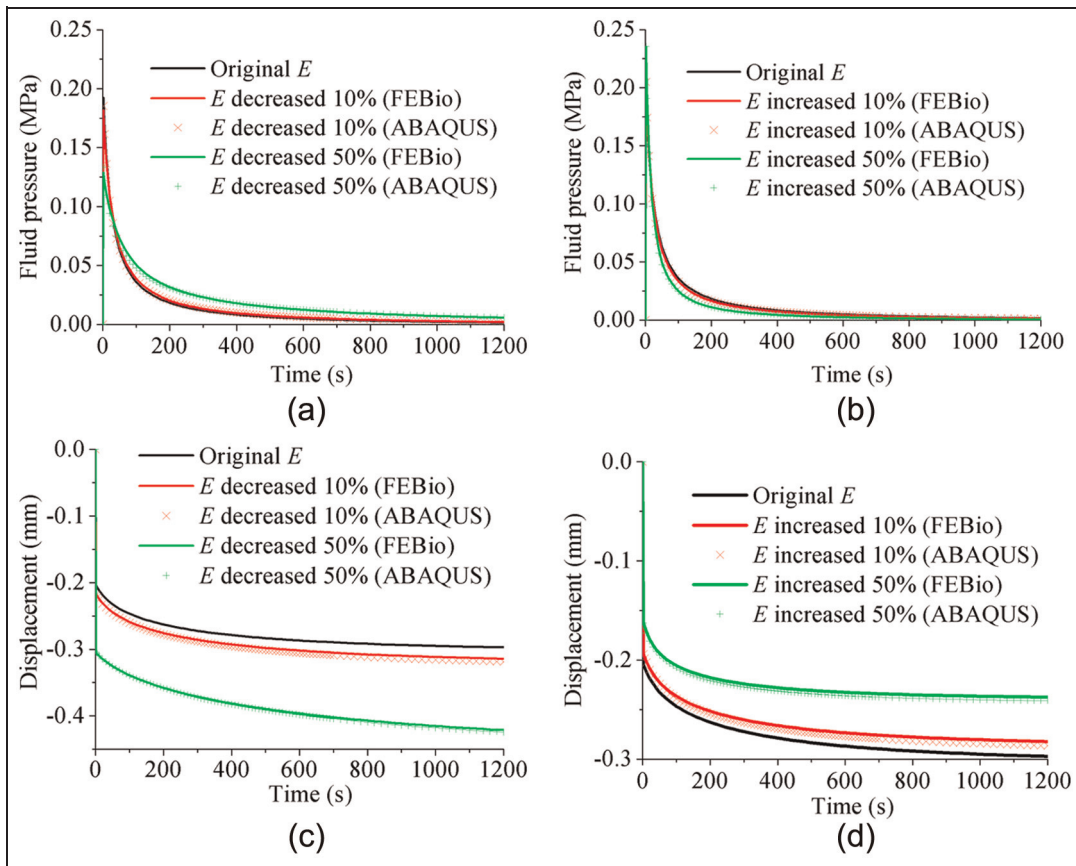 0.25
0.20
0.15
0.10
0.05
0.00
Fluid pressure (MPa)
Original E
E decreased 10% (FEBio)
E decreased 10% (ABAQUS)
E decreased 50% (FEBio)
E decreased 50% (ABAQUS)
0 200 400 600 800 1000 1200
Time (s)
(a)
0.25
0.20
0.15
0.10
0.05
0.00
Fluid pressure (MPa)
Original E
E increased 10% (FEBio)
E increased 10% (ABAQUS)
E increased 50% (FEBio)
E increased 50% (ABAQUS)
0 200 400 600 800 1000 1200
Time (s)
(b)
0.0
-0.1
-0.2
-0.3
-0.4
Displacement (mm)
Original E
E decreased 10% (FEBio)
E decreased 10% (ABAQUS)
E decreased 50% (FEBio)
E decreased 50% (ABAQUS)
0 200 400 600 800 1000 1200
Time (s)
(c)
0.0
-0.1
-0.2
-0.3
Displacement (mm)
Original E
E increased 10% (FEBio)
E increased 10% (ABAQUS)
E increased 50% (FEBio)
E increased 50% (ABAQUS)
0 200 400 600 800 1000 1200
Time (s)
(d)